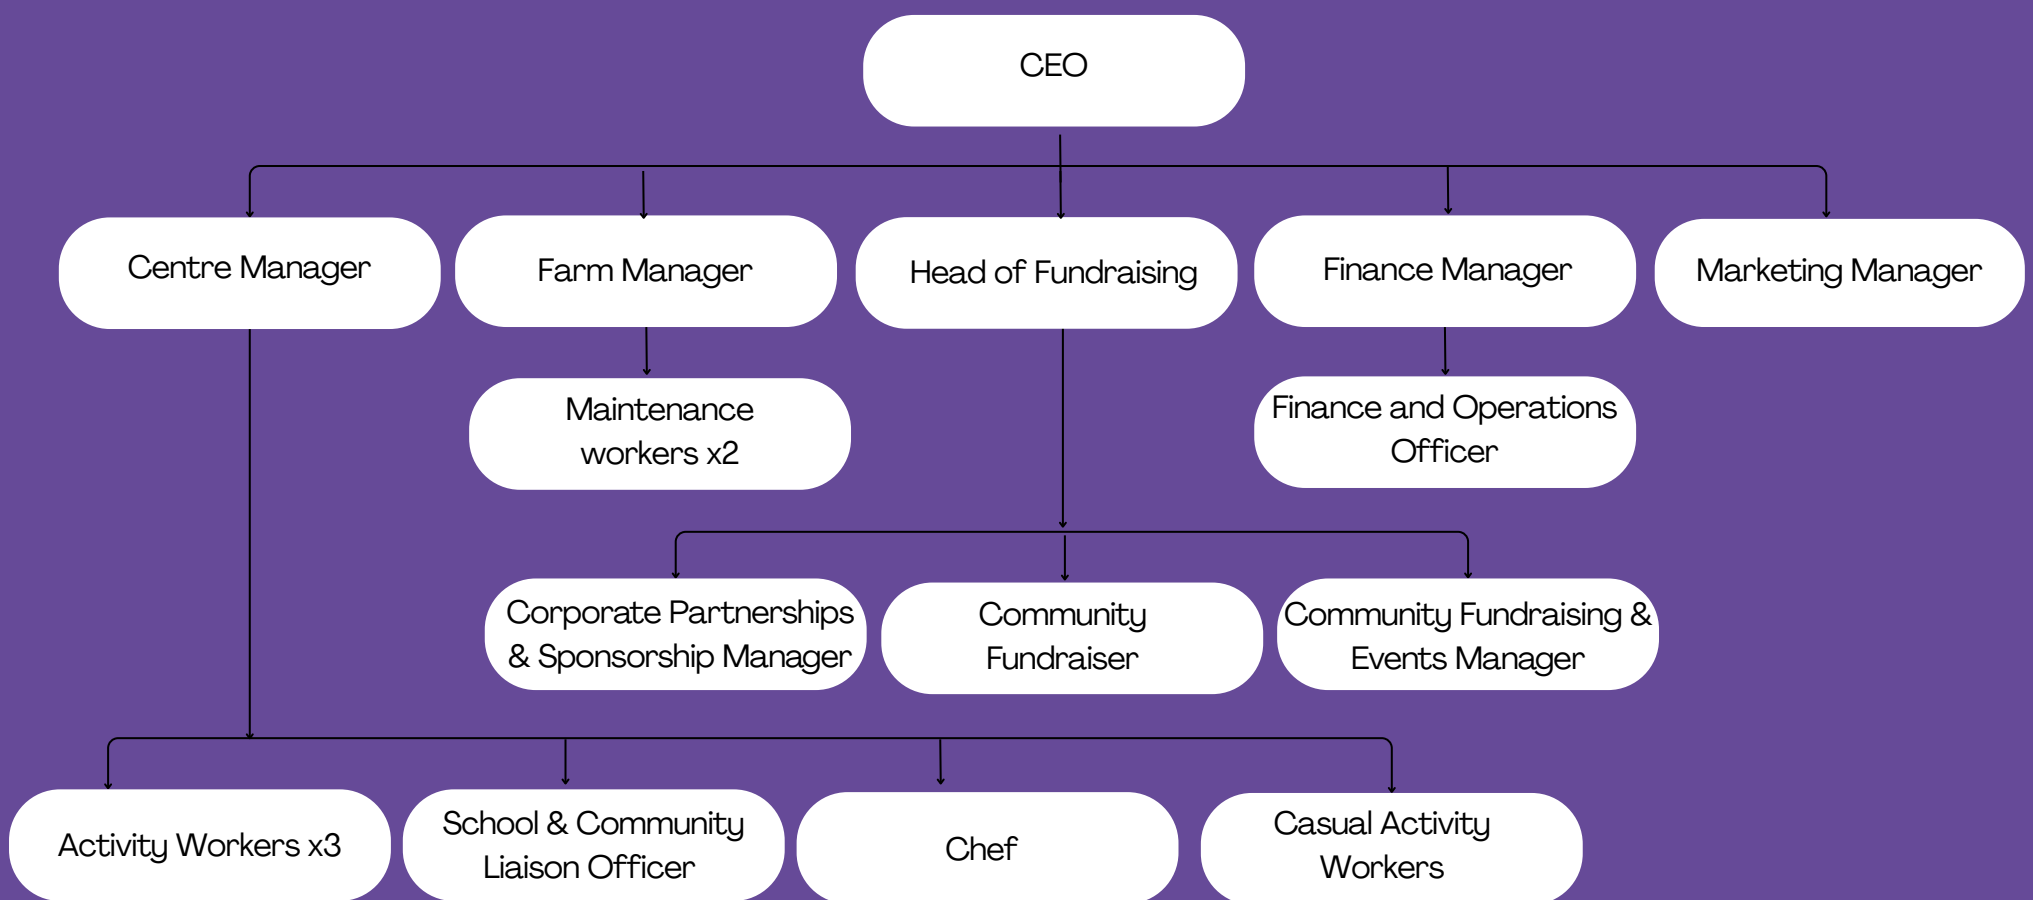 CEO
Centre Manager
Farm Manager
Head of Fundraising
Finance Manager
Marketing Manager
Maintenance
workers x2
Finance and Operations
Officer
Corporate Partnerships
& Sponsorship Manager
Community
Fundraiser
Community Fundraising &
Events Manager
Activity Workers x3
School & Community
Liaison Officer
Chef
Casual Activity
Workers